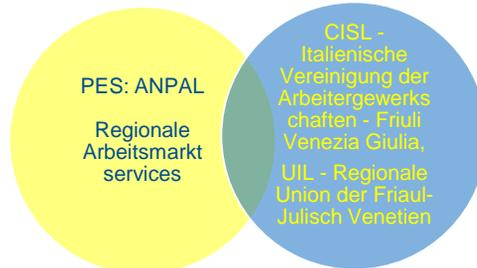 PES: ANPAL
Regionale
Arbeitsmarkt
services
CISL -
Italienische
Vereinigung der
Arbeitergewerks
chaften - Friuli
Venezia Giulia,
UIL - Regionale
Union der Friaul-
Julisch Venetien